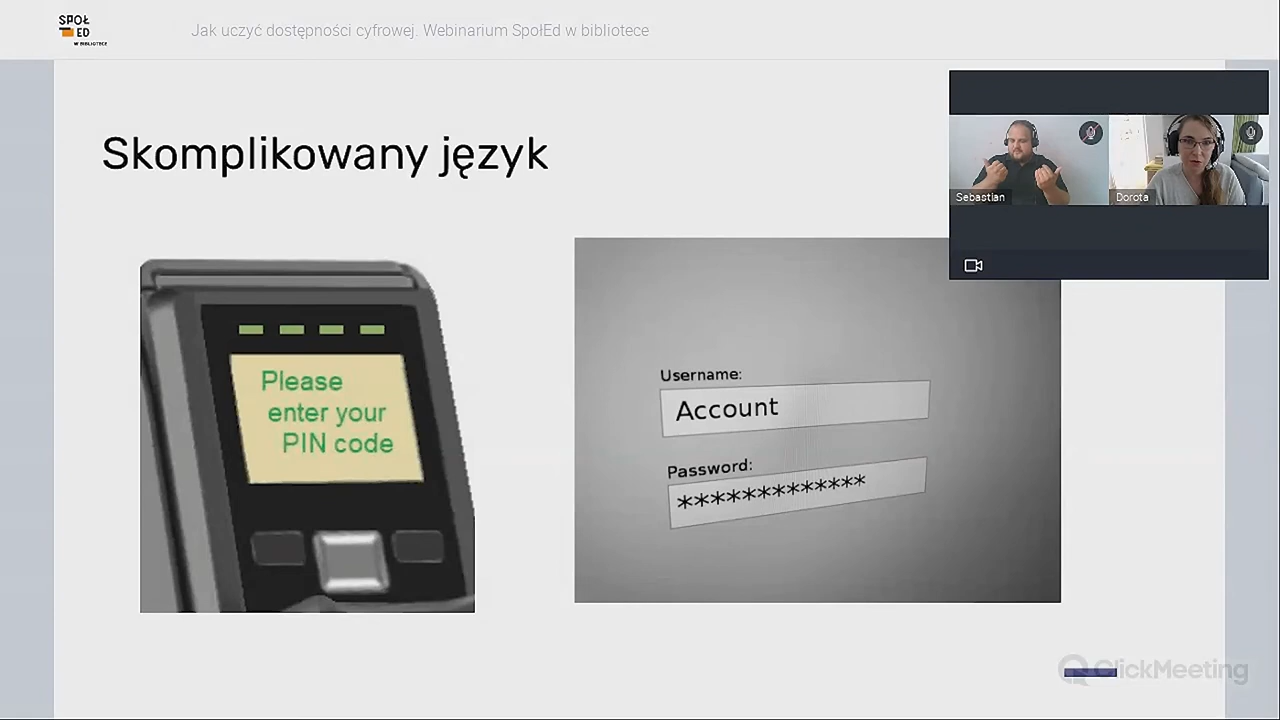 SPOŁ
ED
W BIBLIOTECE
Jak uczyć dostępności cyfrowej. Webinarium SpołEd w bibliotece
Skomplikowany język
Sebastian
Dorota
Please
enter your
PIN code
Username:
Account
Password:
*************
ClickMeeting